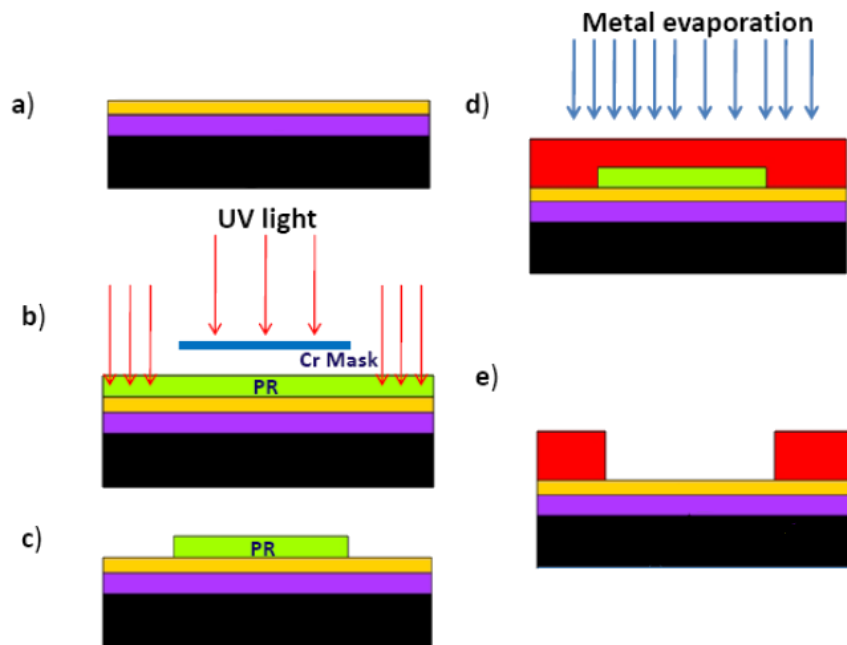 a)
UV light
b)
Cr Mask
PR
c)
PR
Metal evaporation
d)
e)